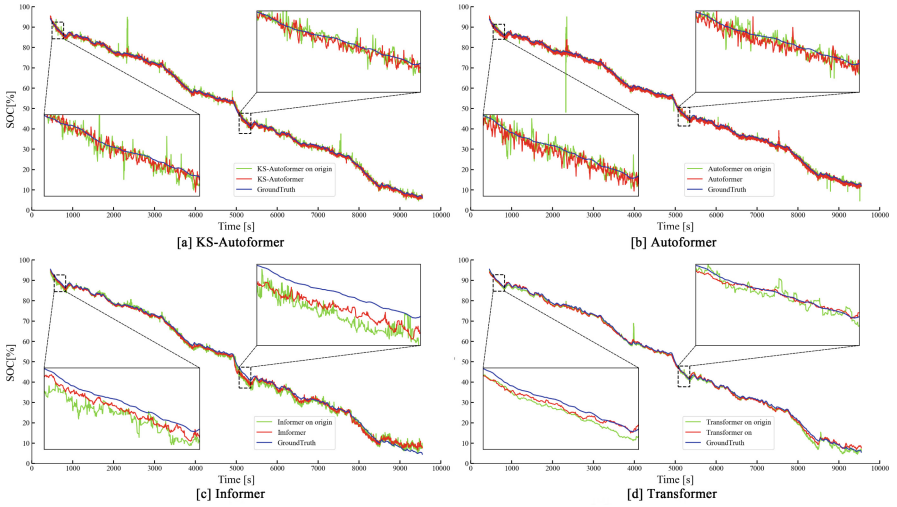 100
90
80
70
60
50
40
30
20
10
0
SOC[%]
KS-Autoformer on origin
KS-Autoformer
GroundTruth
0 1000 2000 3000 4000 5000 6000 7000 8000 9000 10000
Time [s]
[a] KS-Autoformer
100
90
80
70
60
50
40
30
20
10
0
SOC[%]
Autoformer on origin
Autoformer
GroundTruth
0 1000 2000 3000 4000 5000 6000 7000 8000 9000 10000
Time [s]
[b] Autoformer
100
90
80
70
60
50
40
30
20
10
0
SOC[%]
Informer on origin
Imformer
GroundTruth
0 1000 2000 3000 4000 5000 6000 7000 8000 9000 10000
Time [s]
[c] Informer
100
90
80
70
60
50
40
30
20
10
0
Transformer on origin
Transformer on
GroundTruth
0 1000 2000 3000 4000 5000 6000 7000 8000 9000 10000
Time [s]
[d] Transformer